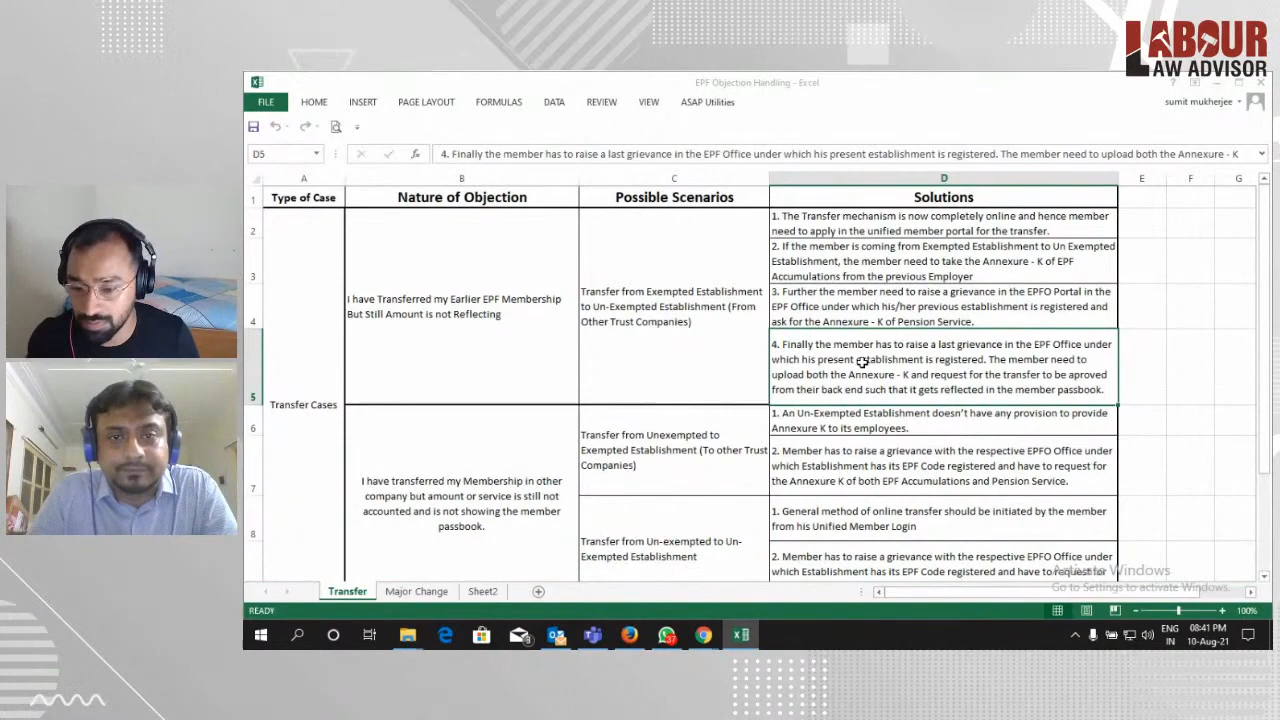 LABOUR
LAW ADVISOR
EPF Objection Handling - Excel
FILE HOME INSERT PAGE LAYOUT FORMULAS DATA REVIEW VIEW ASAP Utilities
sumit mukherjee
D5
4. Finally the member has to raise a last grievance in the EPF Office under which his present establishment is registered. The member need to upload both the Annexure - K
A B C D E F G
1 Type of Case Nature of Objection Possible Scenarios Solutions
1. The Transfer mechanism is now completely online and hence member
need to apply in the unified member portal for the transfer.
2
2. If the member is coming from Exempted Establishment to Un Exempted
Establishment, the member need to take the Annexure - K of EPF
Accumulations from the previous Employer
3
I have Transferred my Earlier EPF Membership
But Still Amount is not Reflecting
Transfer from Exempted Establishment
to Un-Exempted Establishment (From
Other Trust Companies)
3. Further the member need to raise a grievance in the EPFO Portal in the
EPF Office under which his/her previous establishment is registered and
ask for the Annexure - K of Pension Service.
4
4. Finally the member has to raise a last grievance in the EPF Office under
which his present establishment is registered. The member need to
upload both the Annexure - K and request for the transfer to be aproved
from their back end such that it gets reflected in the member passbook.
5
Transfer Cases
1. An Un-Exempted Establishment doesn't have any provision to provide
Annexure K to its employees.
6
Transfer from Unexempted to
Exempted Establishment (To other Trust
Companies)
2. Member has to raise a grievance with the respective EPFO Office under
which Establishment has its EPF Code registered and have to request for
the Annexure K of both EPF Accumulations and Pension Service.
7
I have transferred my Membership in other
company but amount or service is still not
accounted and is not showing the member
passbook.
1. General method of online transfer should be initiated by the member
from his Unified Member Login
8
Transfer from Un-exempted to Un-
Exempted Establishment
2. Member has to raise a grievance with the respective EPFO Office under
which Establishment has its EPF Code registered and have to request for
Activate Windows
Go to Settings to activate Windows.
Transfer Major Change Sheet2
READY
100%
ENG
IN
08:41 PM
10-Aug-21
37